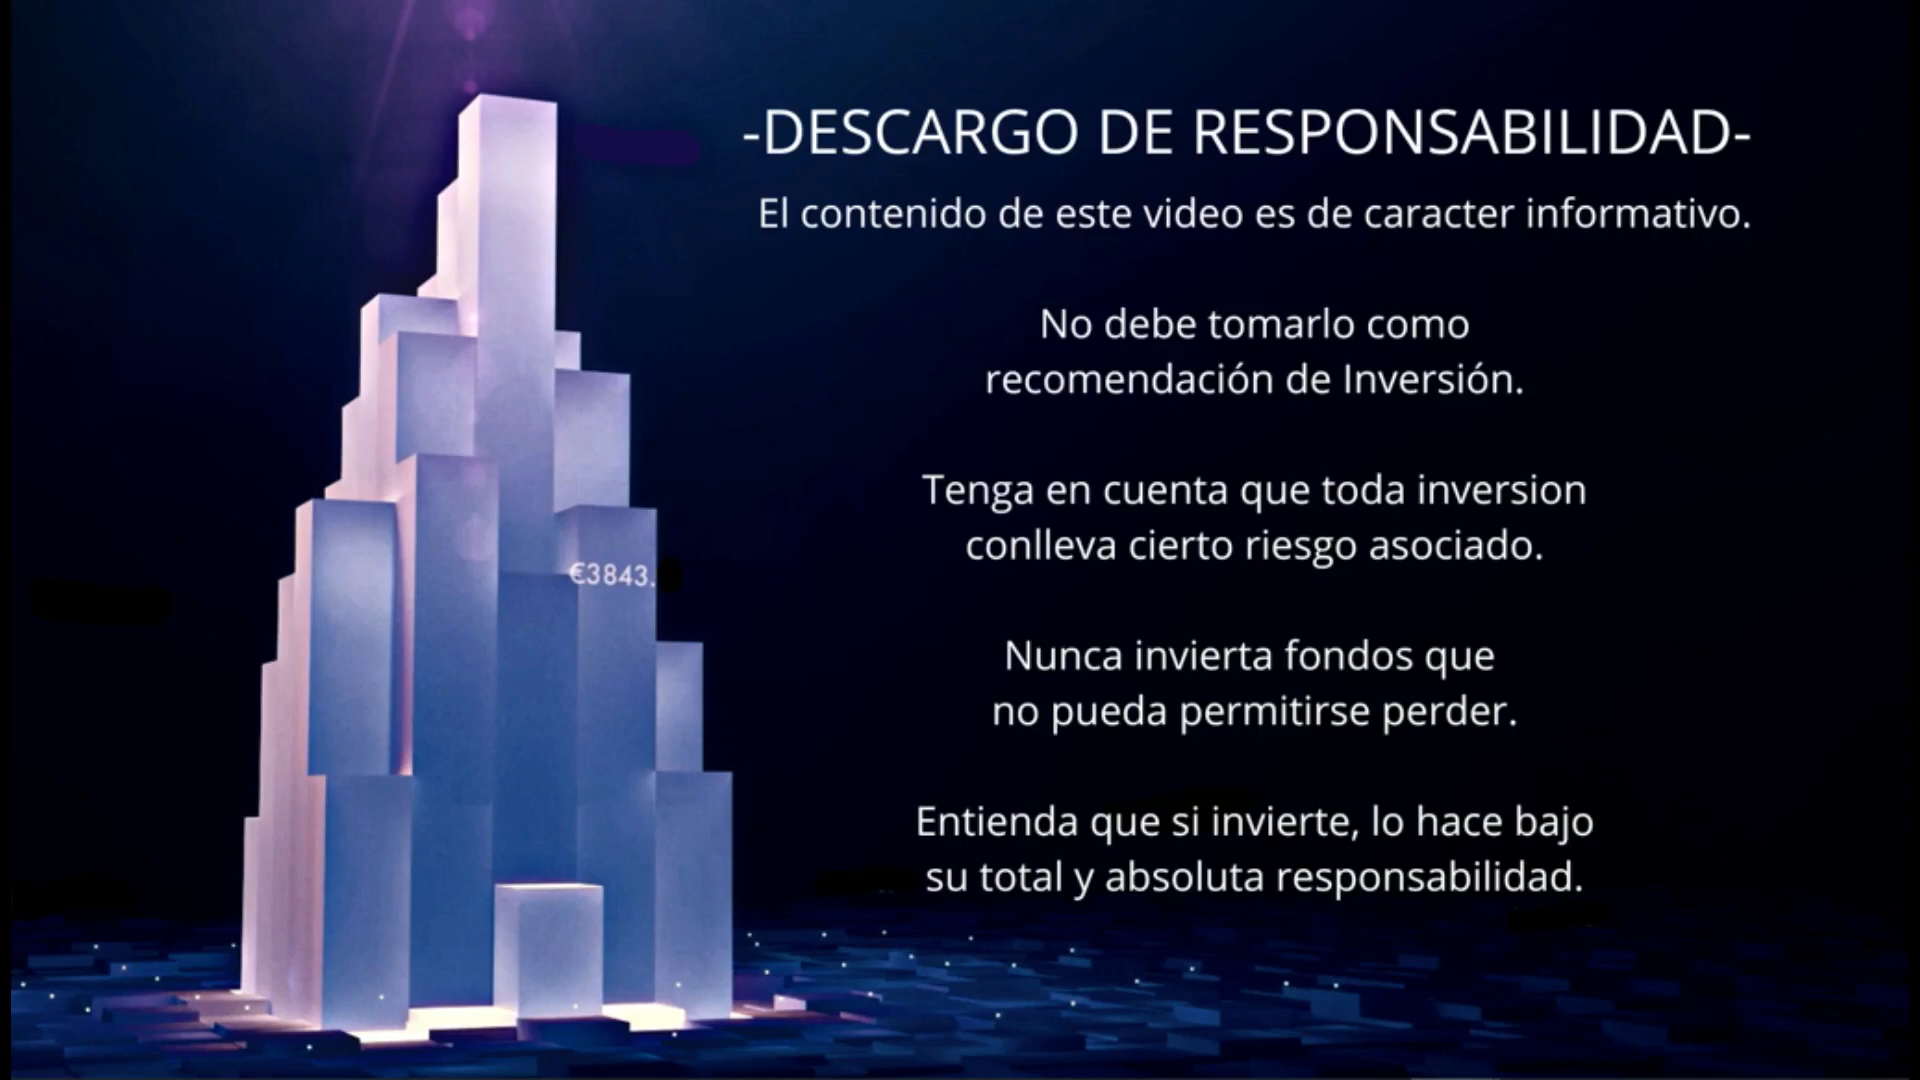 -DESCARGO DE RESPONSABILIDAD-
El contenido de este video es de caracter informativo.
No debe tomarlo como
recomendación de Inversión.
Tenga en cuenta que toda inversion
conlleva cierto riesgo asociado.
€3843.
Nunca invierta fondos que
no pueda permitirse perder.
Entienda que si invierte, lo hace bajo
su total y absoluta responsabilidad.